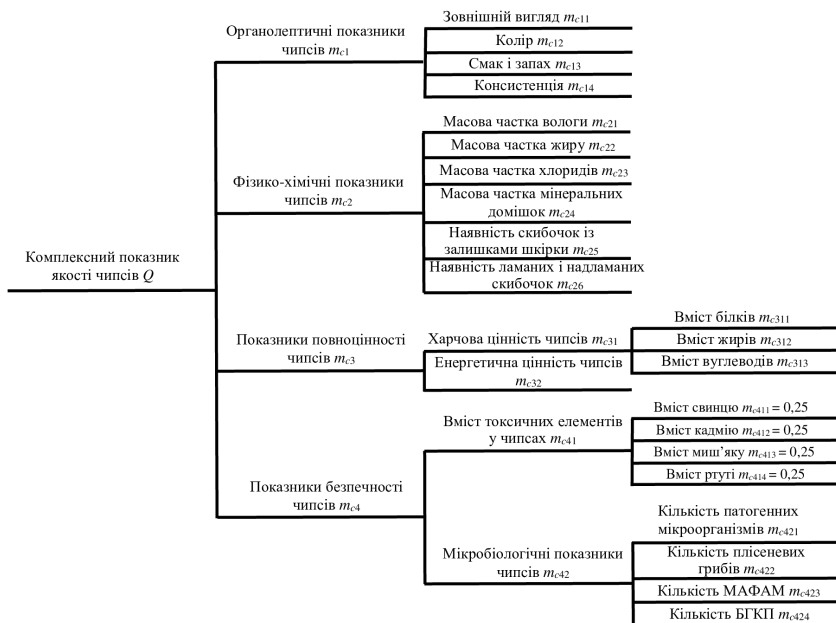 Комплексний показник
якості чипсів Q
Органолептичні показники
чипсів mc1
Зовнішній вигляд mc11
Колір mc12
Смак і запах mc13
Консистенція mc14
Фізико-хімічні показники
чипсів mc2
Масова частка вологи mc21
Масова частка жиру mc22
Масова частка хлоридів mc23
Масова частка мінеральних
домішок mc24
Наявність скибочок із
залишками шкірки mc25
Наявність ламаних і надламаних
скибочок mc26
Показники повноцінності
чипсів mc3
Харчова цінність чипсів mc31
Вміст білків mc311
Вміст жирів mc312
Вміст вуглеводів mc313
Енергетична цінність чипсів
mc32
Показники безпечності
чипсів mc4
Вміст токсичних елементів
у чипсах mc41
Вміст свинцю mc411 = 0,25
Вміст кадмію mc412 = 0,25
Вміст миш’яку mc413 = 0,25
Вміст ртуті mc414 = 0,25
Мікробіологічні показники
чипсів mc42
Кількість патогенних
мікроорганізмів mc421
Кількість плісеневих
грибів mc422
Кількість МАФАМ mc423
Кількість БГКП mc424